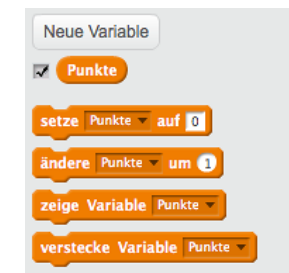 Neue Variable
Punkte
setze Punkte auf 0
ändere Punkte um 1
zeige Variable Punkte
verstecke Variable Punkte